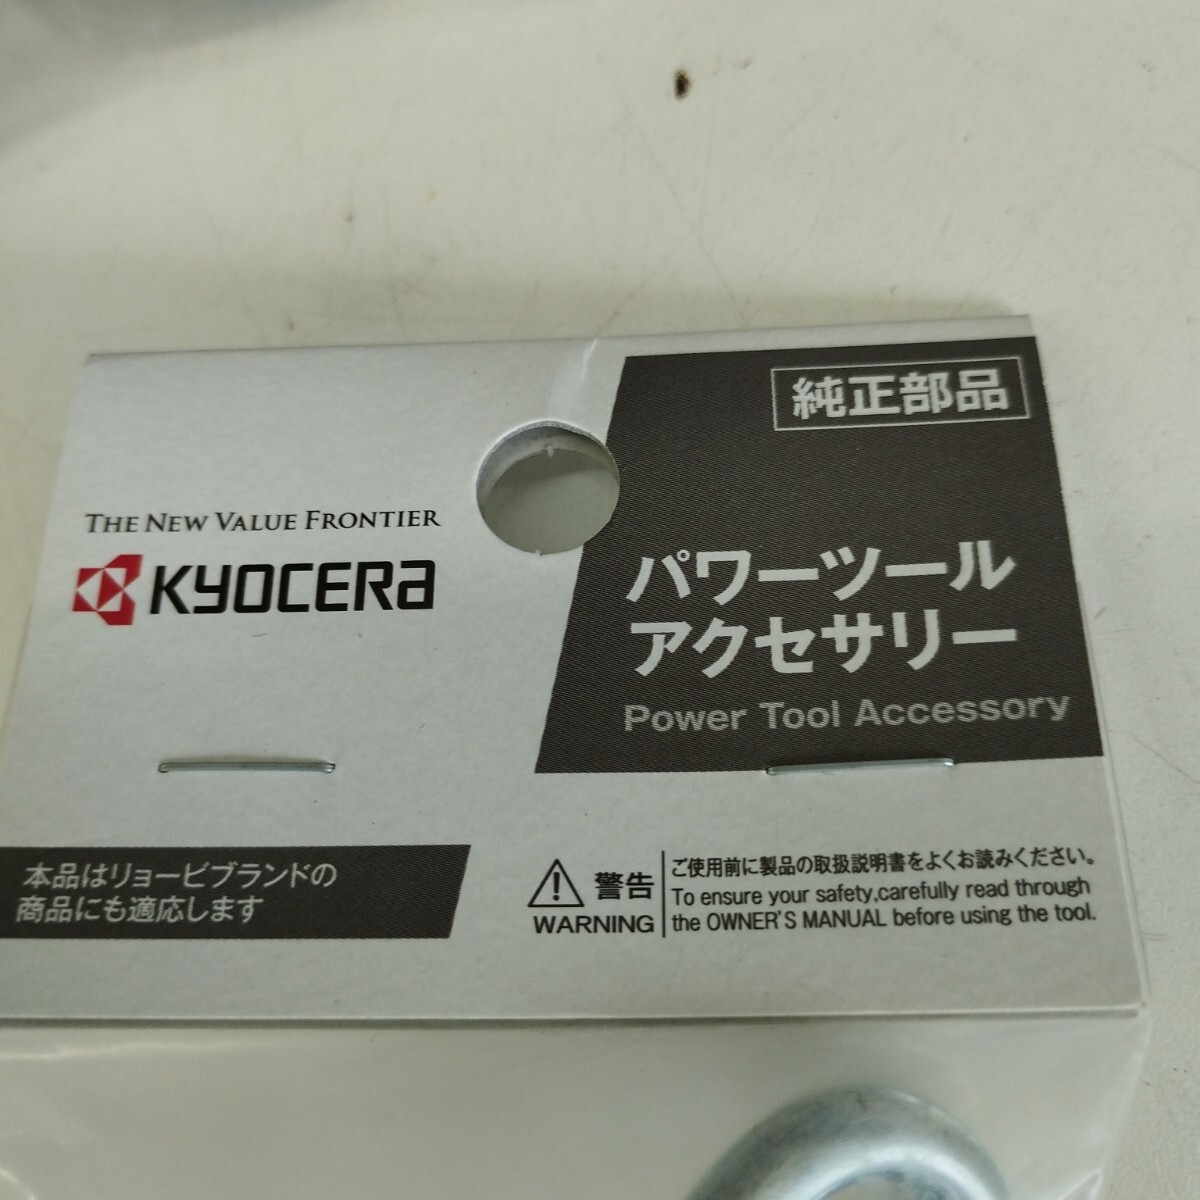 純正部品
THE NEW VALUE FRONTIER
KYOCERA
パワーツール
アクセサリー
Power Tool Accessory
本品はリョービブランドの
商品にも適応します
警告
WARNING
ご使用前に製品の取扱説明書をよくお読みください。
To ensure your safety,carefully read through
the OWNER'S MANUAL before using the tool.